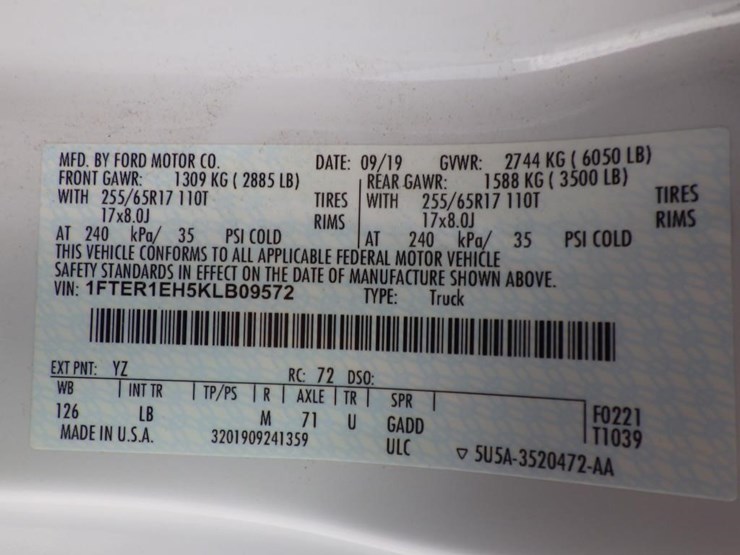 MFD. BY FORD MOTOR CO. DATE: 09/19 GVWR: 2744 KG ( 6050 LB)
FRONT GAWR: 1309 KG ( 2885 LB) REAR GAWR: 1588 KG ( 3500 LB)
WITH 255/65R17 110T TIRES WITH 255/65R17 110T TIRES
17x8.0J RIMS 17x8.0J RIMS
AT 240 kPa/ 35 PSI COLD AT 240 kPa/ 35 PSI COLD
THIS VEHICLE CONFORMS TO ALL APPLICABLE FEDERAL MOTOR VEHICLE
SAFETY STANDARDS IN EFFECT ON THE DATE OF MANUFACTURE SHOWN ABOVE.
VIN: 1FTER1EH5KLB09572 TYPE: Truck
EXT PNT: YZ RC: 72 DSO:
WB INT TR TP/PS R AXLE TR SPR
126 LB M 71 U GADD F0221
MADE IN U.S.A. 3201909241359 ULC T1039
▽ 5U5A-3520472-AA